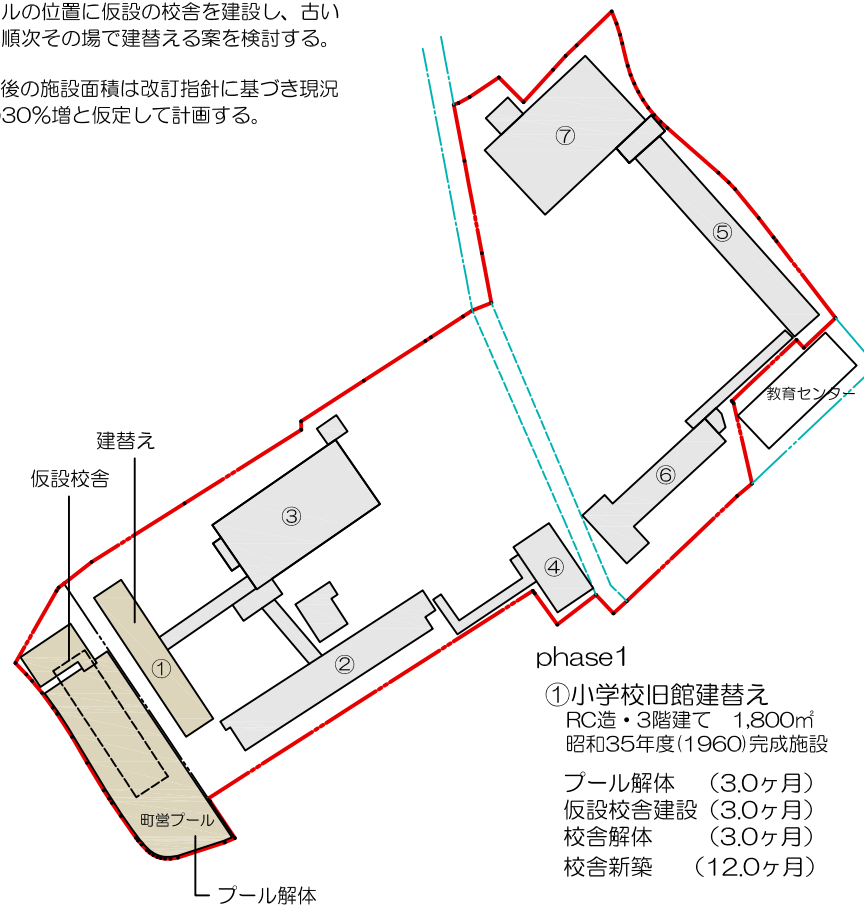 ルの位置に仮設の校舎を建設し、古い
順次その場で建替える案を検討する。
後の施設面積は改訂指針に基づき現況
30%増と仮定して計画する。
⑦
⑤
教育センター
建替え
仮設校舎
③
⑥
④
①
②
町営プール
プール解体
phase1
①小学校旧館建替え
RC造・3階建て 1,800㎡
昭和35年度(1960)完成施設
プール解体 (3.0ヶ月)
仮設校舎建設 (3.0ヶ月)
校舎解体 (3.0ヶ月)
校舎新築 (12.0ヶ月)